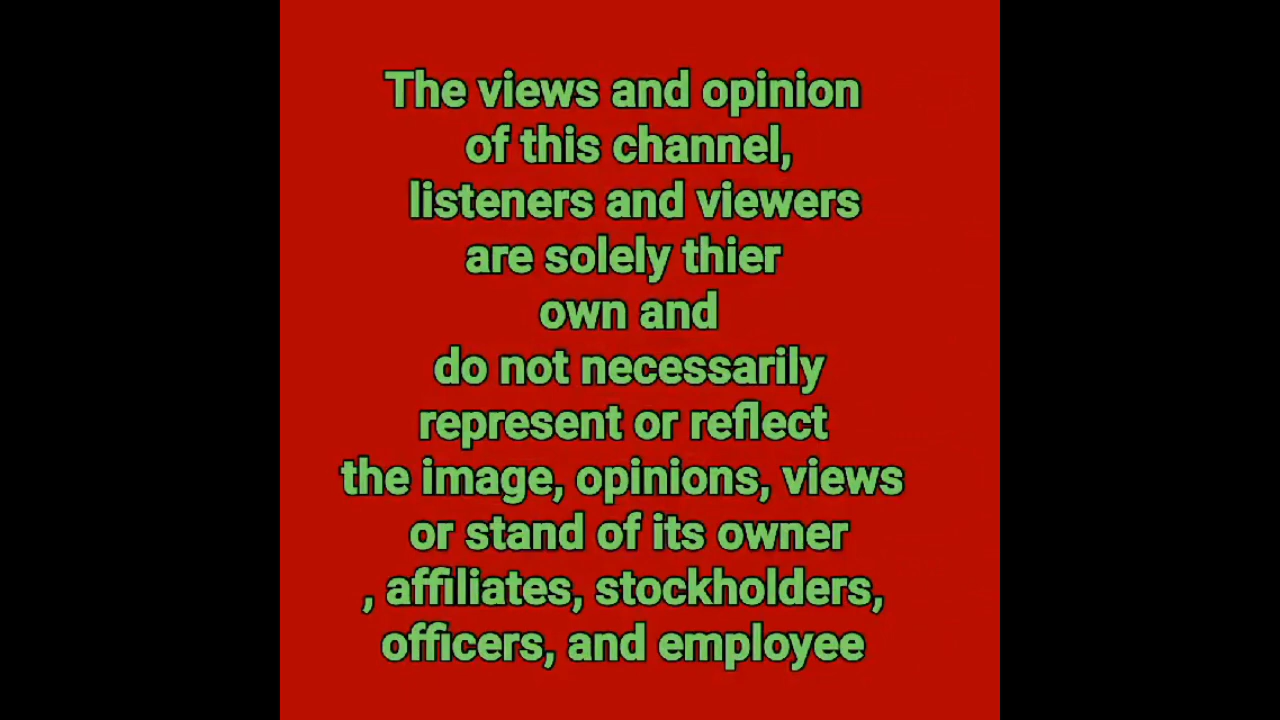 The views and opinion
of this channel,
listeners and viewers
are solely thier
own and
do not necessarily
represent or reflect
the image, opinions, views
or stand of its owner
, affiliates, stockholders,
officers, and employee